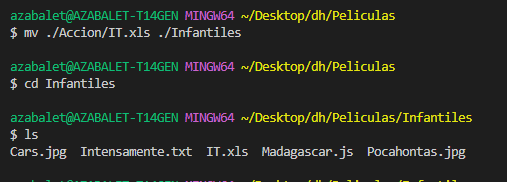 azabalet@AZABALET-T14GEN MINGW64 ~/Desktop/dh/Peliculas
$ mv ./Accion/IT.xls ./Infantiles
azabalet@AZABALET-T14GEN MINGW64 ~/Desktop/dh/Peliculas
$ cd Infantiles
azabalet@AZABALET-T14GEN MINGW64 ~/Desktop/dh/Peliculas/Infantiles
$ ls
Cars.jpg  Intensamente.txt  IT.xls  Madagascar.js  Pocahontas.jpg